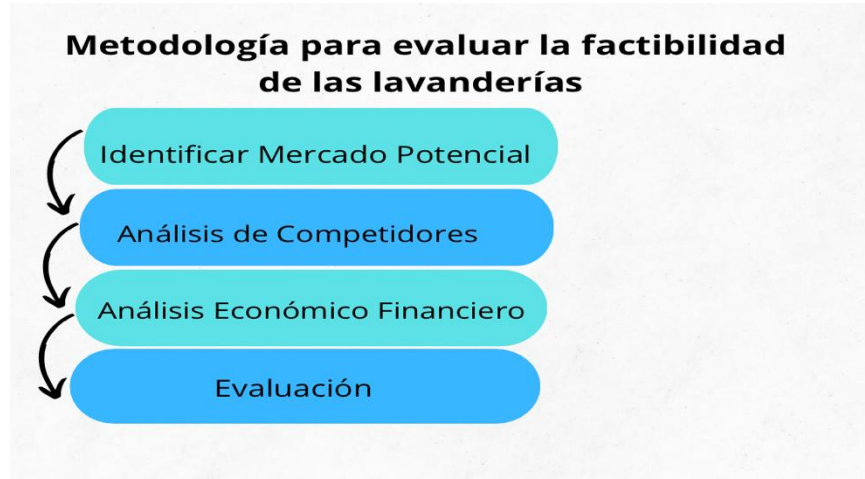 Metodología para evaluar la factibilidad
de las lavanderías
Identificar Mercado Potencial
Análisis de Competidores
Análisis Económico Financiero
Evaluación